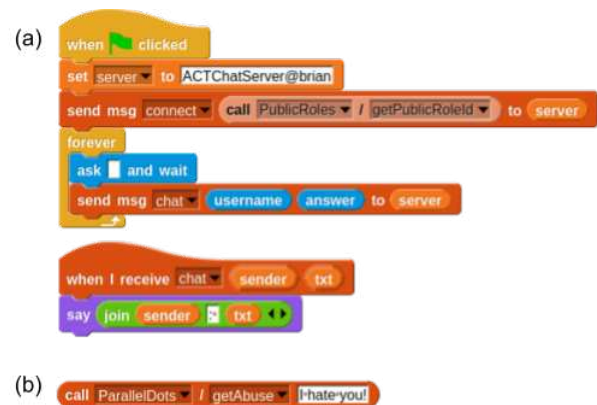 (a)
when clicked
set server to ACTChatServer@brian
send msg connect call PublicRoles / getPublicRoleId to server
forever
ask and wait
send msg chat username answer to server
when I receive chat sender txt
say join sender : txt
(b) call ParallelDots / getAbuse I hate you!